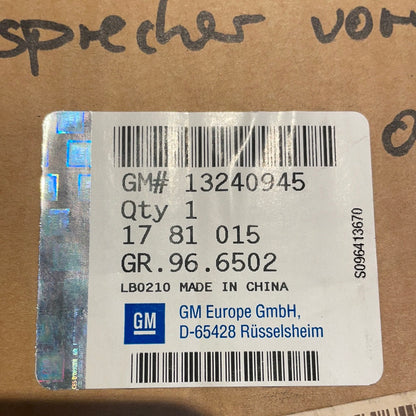 sprecher vor
GM# 13240945
Qty 1
17 81 015
GR.96.6502
LB0210 MADE IN CHINA
GM
GM Europe GmbH,
D-65428 Rüsselsheim
S096413670